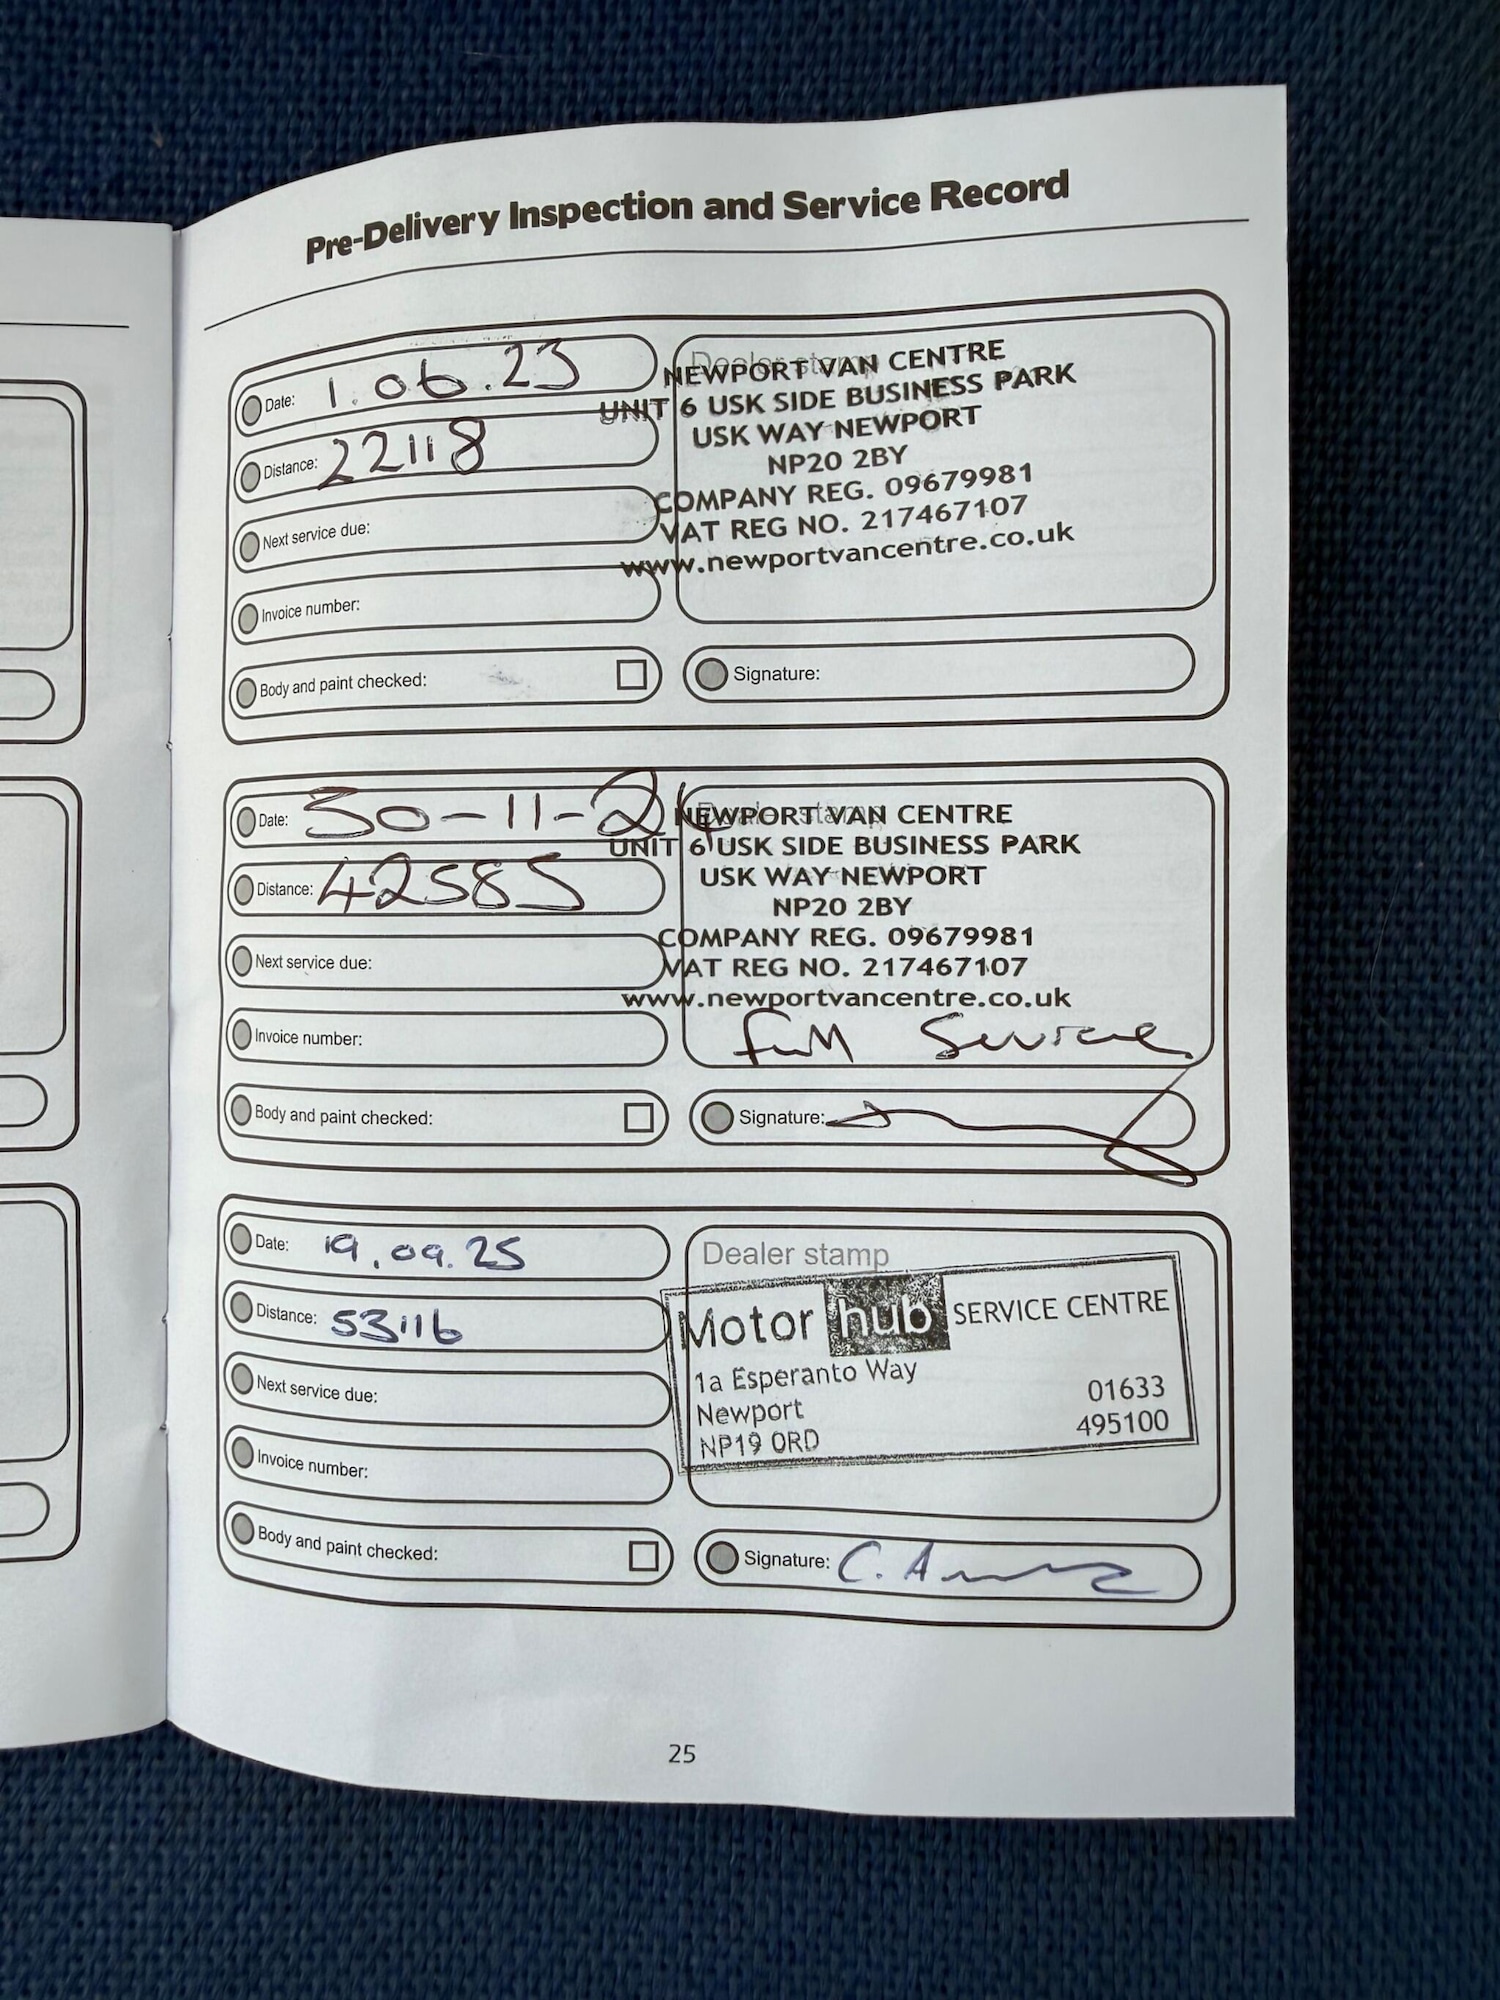 Pre-Delivery Inspection and Service Record
Date: 1.06.23
Distance: 22118
Next service due:
Invoice number:
Body and paint checked:
Dealer stamp
NEWPORT VAN CENTRE
UNIT 6 USK SIDE BUSINESS PARK
USK WAY NEWPORT
NP20 2BY
COMPANY REG. 09679981
VAT REG NO. 217467107
www.newportvancentre.co.uk
Signature:
Date: 30-11-24
Distance: 42585
Next service due:
Invoice number:
Body and paint checked:
Dealer stamp
NEWPORT VAN CENTRE
UNIT 6 USK SIDE BUSINESS PARK
USK WAY NEWPORT
NP20 2BY
COMPANY REG. 09679981
VAT REG NO. 217467107
www.newportvancentre.co.uk
full Service
Signature:
Date: 19.09.25
Distance: 53116
Next service due:
Invoice number:
Body and paint checked:
Dealer stamp
Motor hub SERVICE CENTRE
1a Esperanto Way
Newport
NP19 0RD
01633
495100
Signature: C.
25